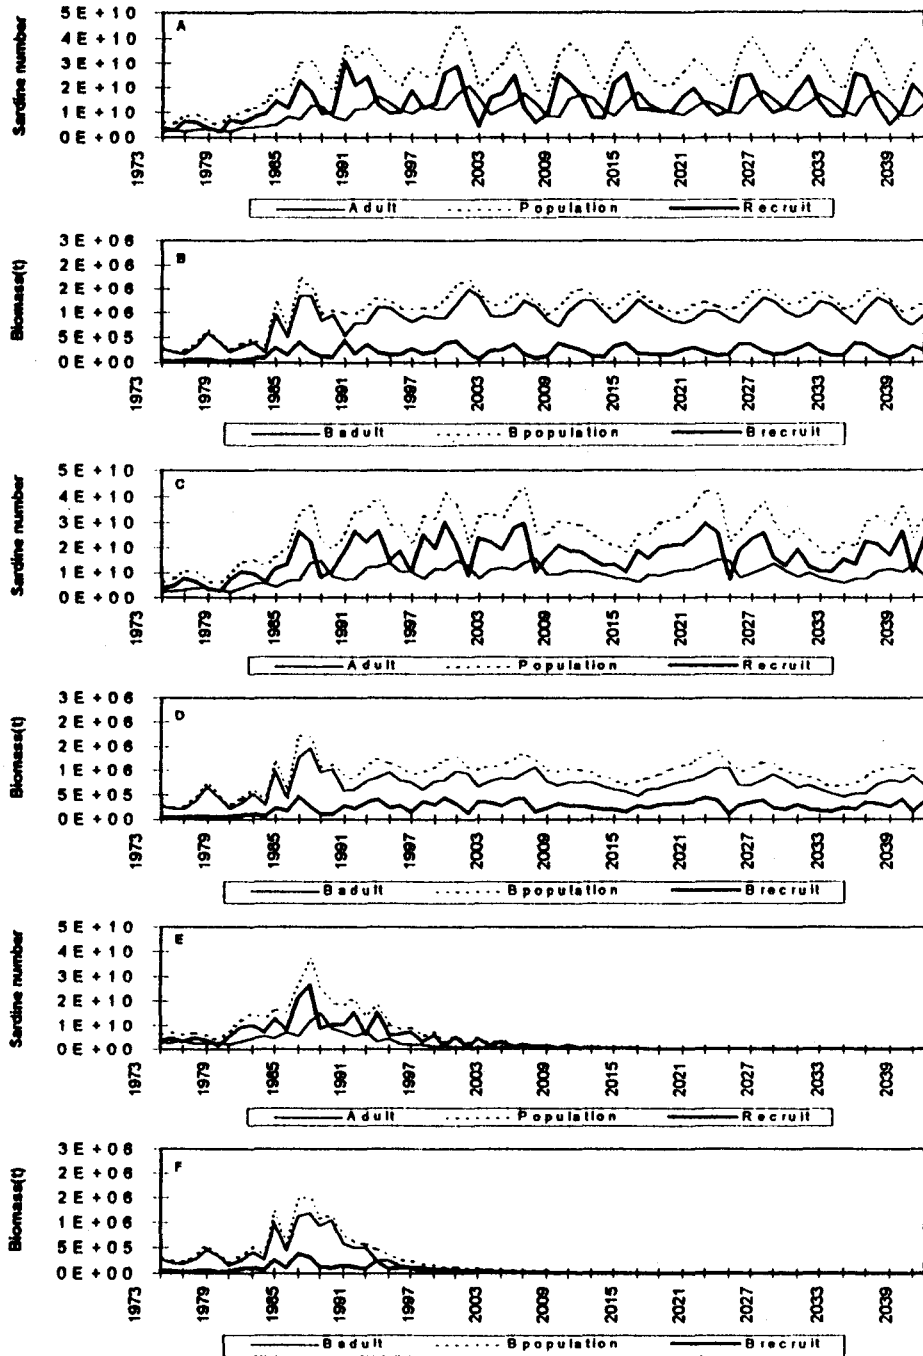 Sardine number
5E+10
4E+10
3E+10
2E+10
1E+10
0E+00
A
1973
1979
1985
1991
1997
2003
2009
2015
2021
2027
2033
2039
Adult Population Recruit
Biomass(t)
3E+06
2E+06
2E+06
1E+06
5E+05
0E+00
B
1973
1979
1985
1991
1997
2003
2009
2015
2021
2027
2033
2039
Badult Bpopulation Brecruit
Sardine number
5E+10
4E+10
3E+10
2E+10
1E+10
0E+00
C
1973
1979
1985
1991
1997
2003
2009
2015
2021
2027
2033
2039
Adult Population Recruit
Biomass(t)
3E+06
2E+06
2E+06
1E+06
5E+05
0E+00
D
1973
1979
1985
1991
1997
2003
2009
2015
2021
2027
2033
2039
Badult Bpopulation Brecruit
Sardine number
5E+10
4E+10
3E+10
2E+10
1E+10
0E+00
E
1973
1979
1985
1991
1997
2003
2009
2015
2021
2027
2033
2039
Adult Population Recruit
Biomass(t)
3E+06
2E+06
2E+06
1E+06
5E+05
0E+00
F
1973
1979
1985
1991
1997
2003
2009
2015
2021
2027
2033
2039
Badult Bpopulation Brecruit